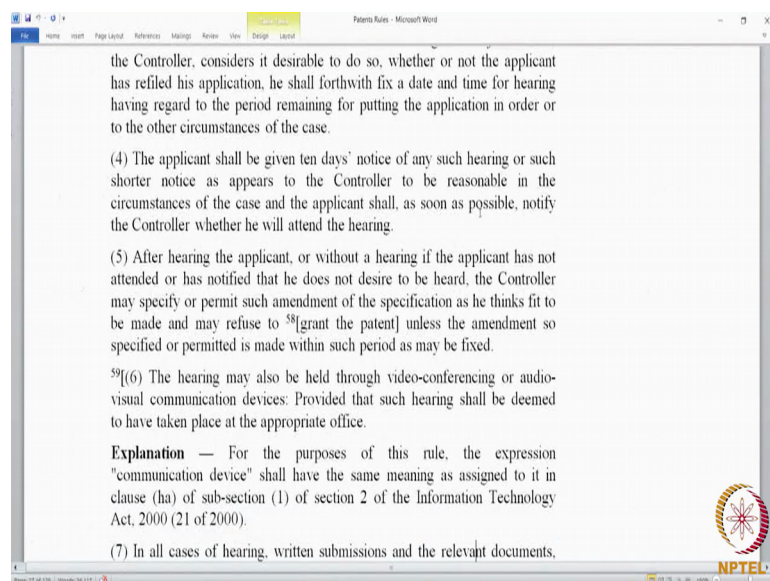 Patents Rules - Microsoft Word
File Home Insert Page Layout References Mailings Review View Design Layout
the Controller, considers it desirable to do so, whether or not the applicant
has refiled his application, he shall forthwith fix a date and time for hearing
having regard to the period remaining for putting the application in order or
to the other circumstances of the case.
(4) The applicant shall be given ten days' notice of any such hearing or such
shorter notice as appears to the Controller to be reasonable in the
circumstances of the case and the applicant shall, as soon as possible, notify
the Controller whether he will attend the hearing.
(5) After hearing the applicant, or without a hearing if the applicant has not
attended or has notified that he does not desire to be heard, the Controller
may specify or permit such amendment of the specification as he thinks fit to
be made and may refuse to 58[grant the patent] unless the amendment so
specified or permitted is made within such period as may be fixed.
59[(6) The hearing may also be held through video-conferencing or audio-
visual communication devices: Provided that such hearing shall be deemed
to have taken place at the appropriate office.
Explanation — For the purposes of this rule, the expression
"communication device" shall have the same meaning as assigned to it in
clause (ha) of sub-section (1) of section 2 of the Information Technology
Act, 2000 (21 of 2000).
(7) In all cases of hearing, written submissions and the relevant documents,
NPTEL